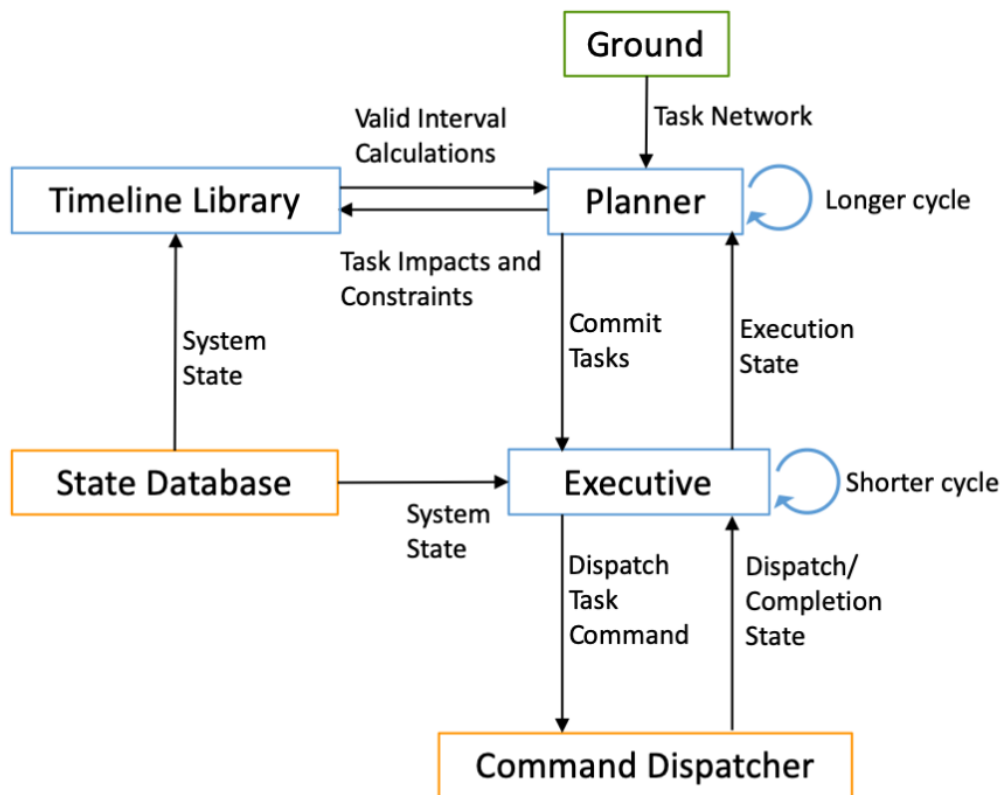 Ground
Task Network
Valid Interval
Calculations
Timeline Library
Planner
Longer cycle
Task Impacts and
Constraints
System
State
Commit
Tasks
Execution
State
State Database
Executive
Shorter cycle
System
State
Dispatch
Task
Command
Dispatch/
Completion
State
Command Dispatcher